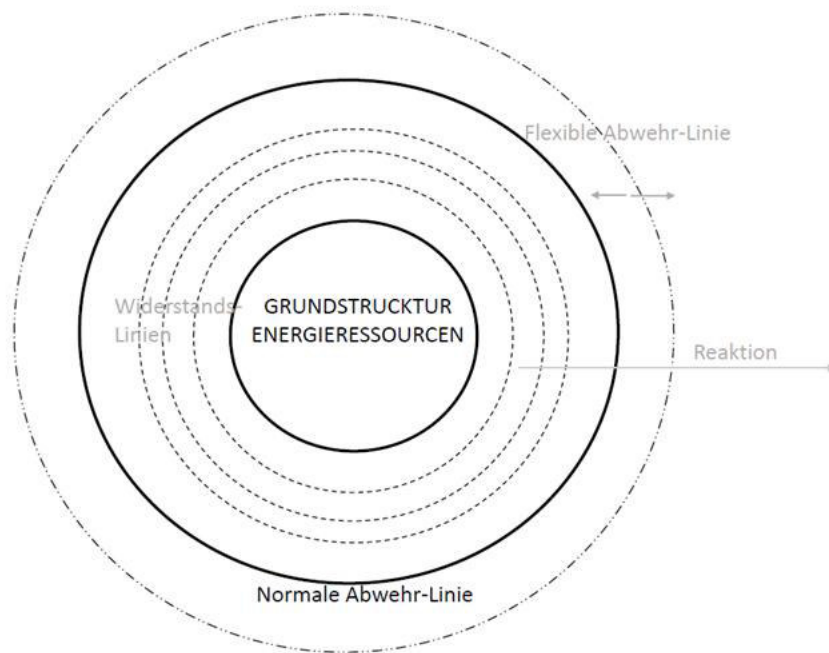 Flexible Abwehr-Linie
Widerstands-
Linien
GRUNDSTRUCKTUR
ENERGIERESSOURCEN
Reaktion
Normale Abwehr-Linie